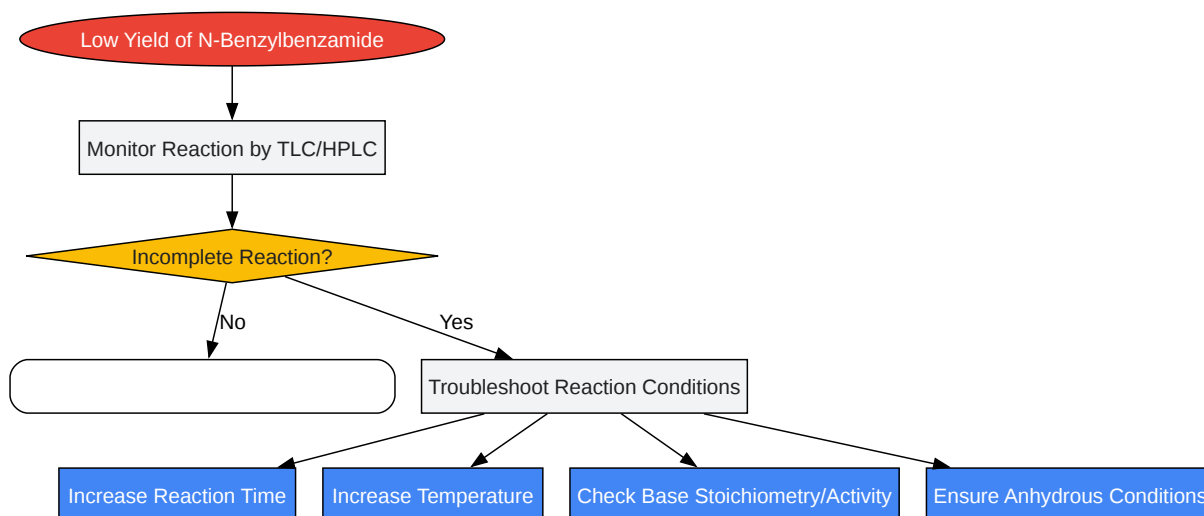 Low Yield of N-Benzylbenzamide
Monitor Reaction by TLC/HPLC
Incomplete Reaction?
No
Yes
Troubleshoot Reaction Conditions
Increase Reaction Time
Increase Temperature
Check Base Stoichiometry/Activity
Ensure Anhydrous Conditions